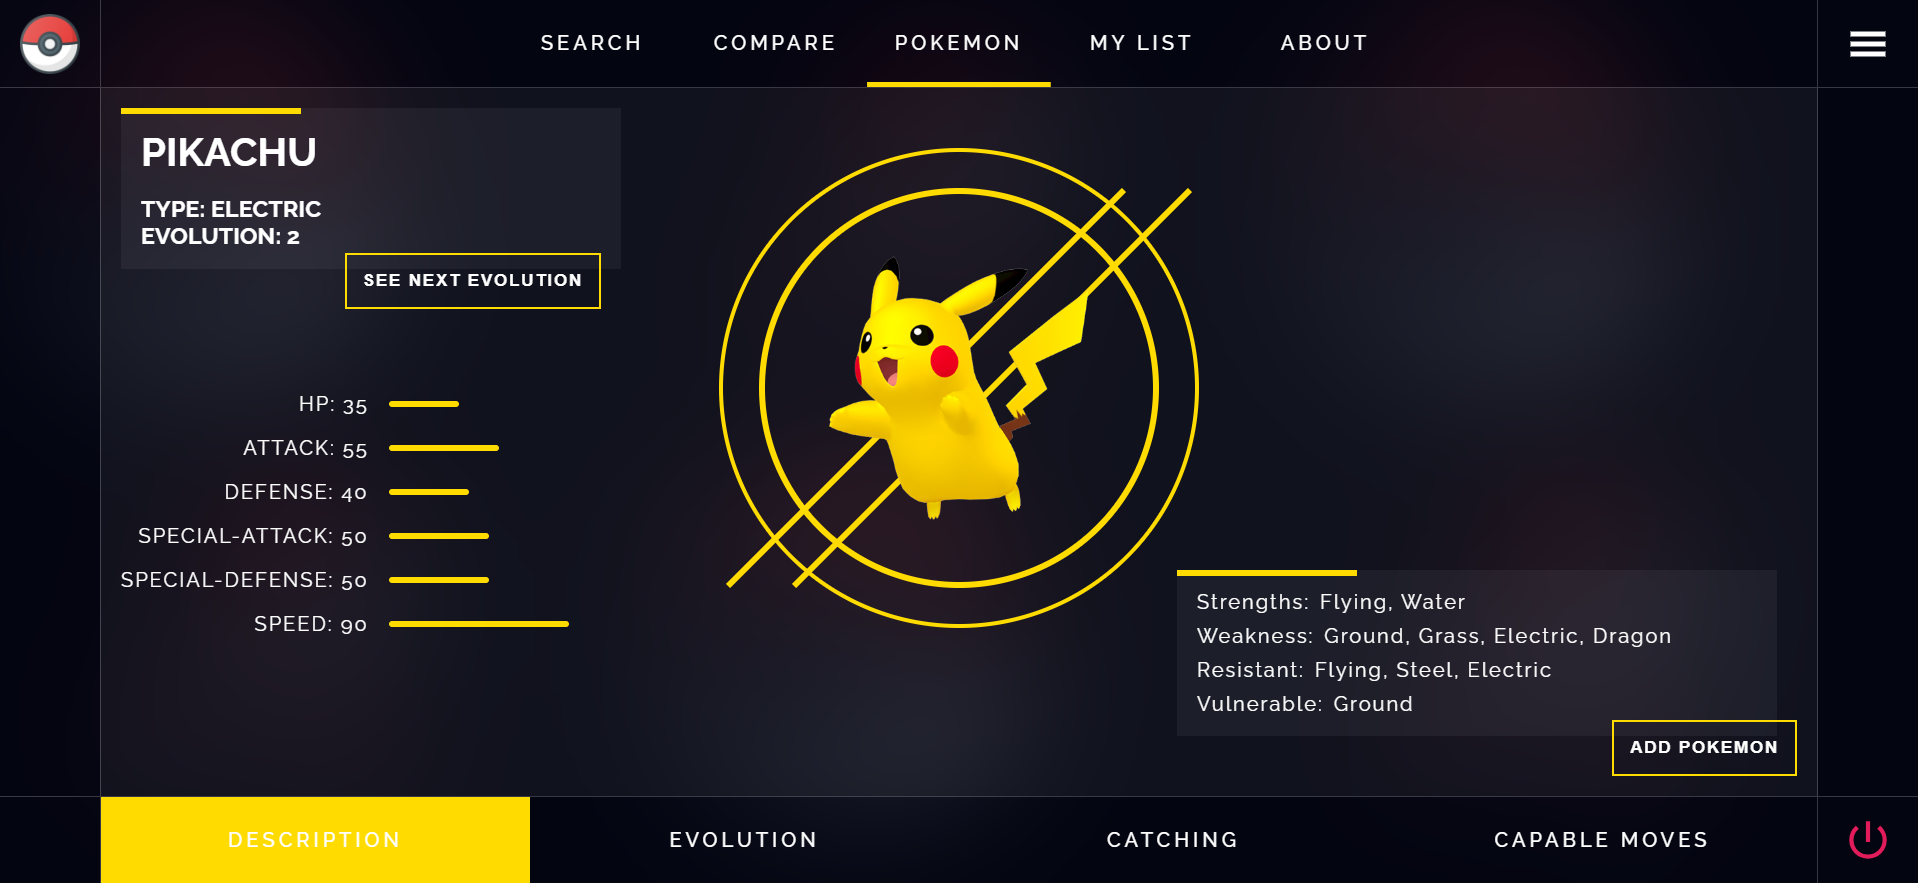 SEARCH
COMPARE
POKEMON
MY LIST
ABOUT
PIKACHU
TYPE: ELECTRIC
EVOLUTION: 2
SEE NEXT EVOLUTION
HP: 35
ATTACK: 55
DEFENSE: 40
SPECIAL-ATTACK: 50
SPECIAL-DEFENSE: 50
SPEED: 90
Strengths: Flying, Water
Weakness: Ground, Grass, Electric, Dragon
Resistant: Flying, Steel, Electric
Vulnerable: Ground
ADD POKEMON
DESCRIPTION
EVOLUTION
CATCHING
CAPABLE MOVES